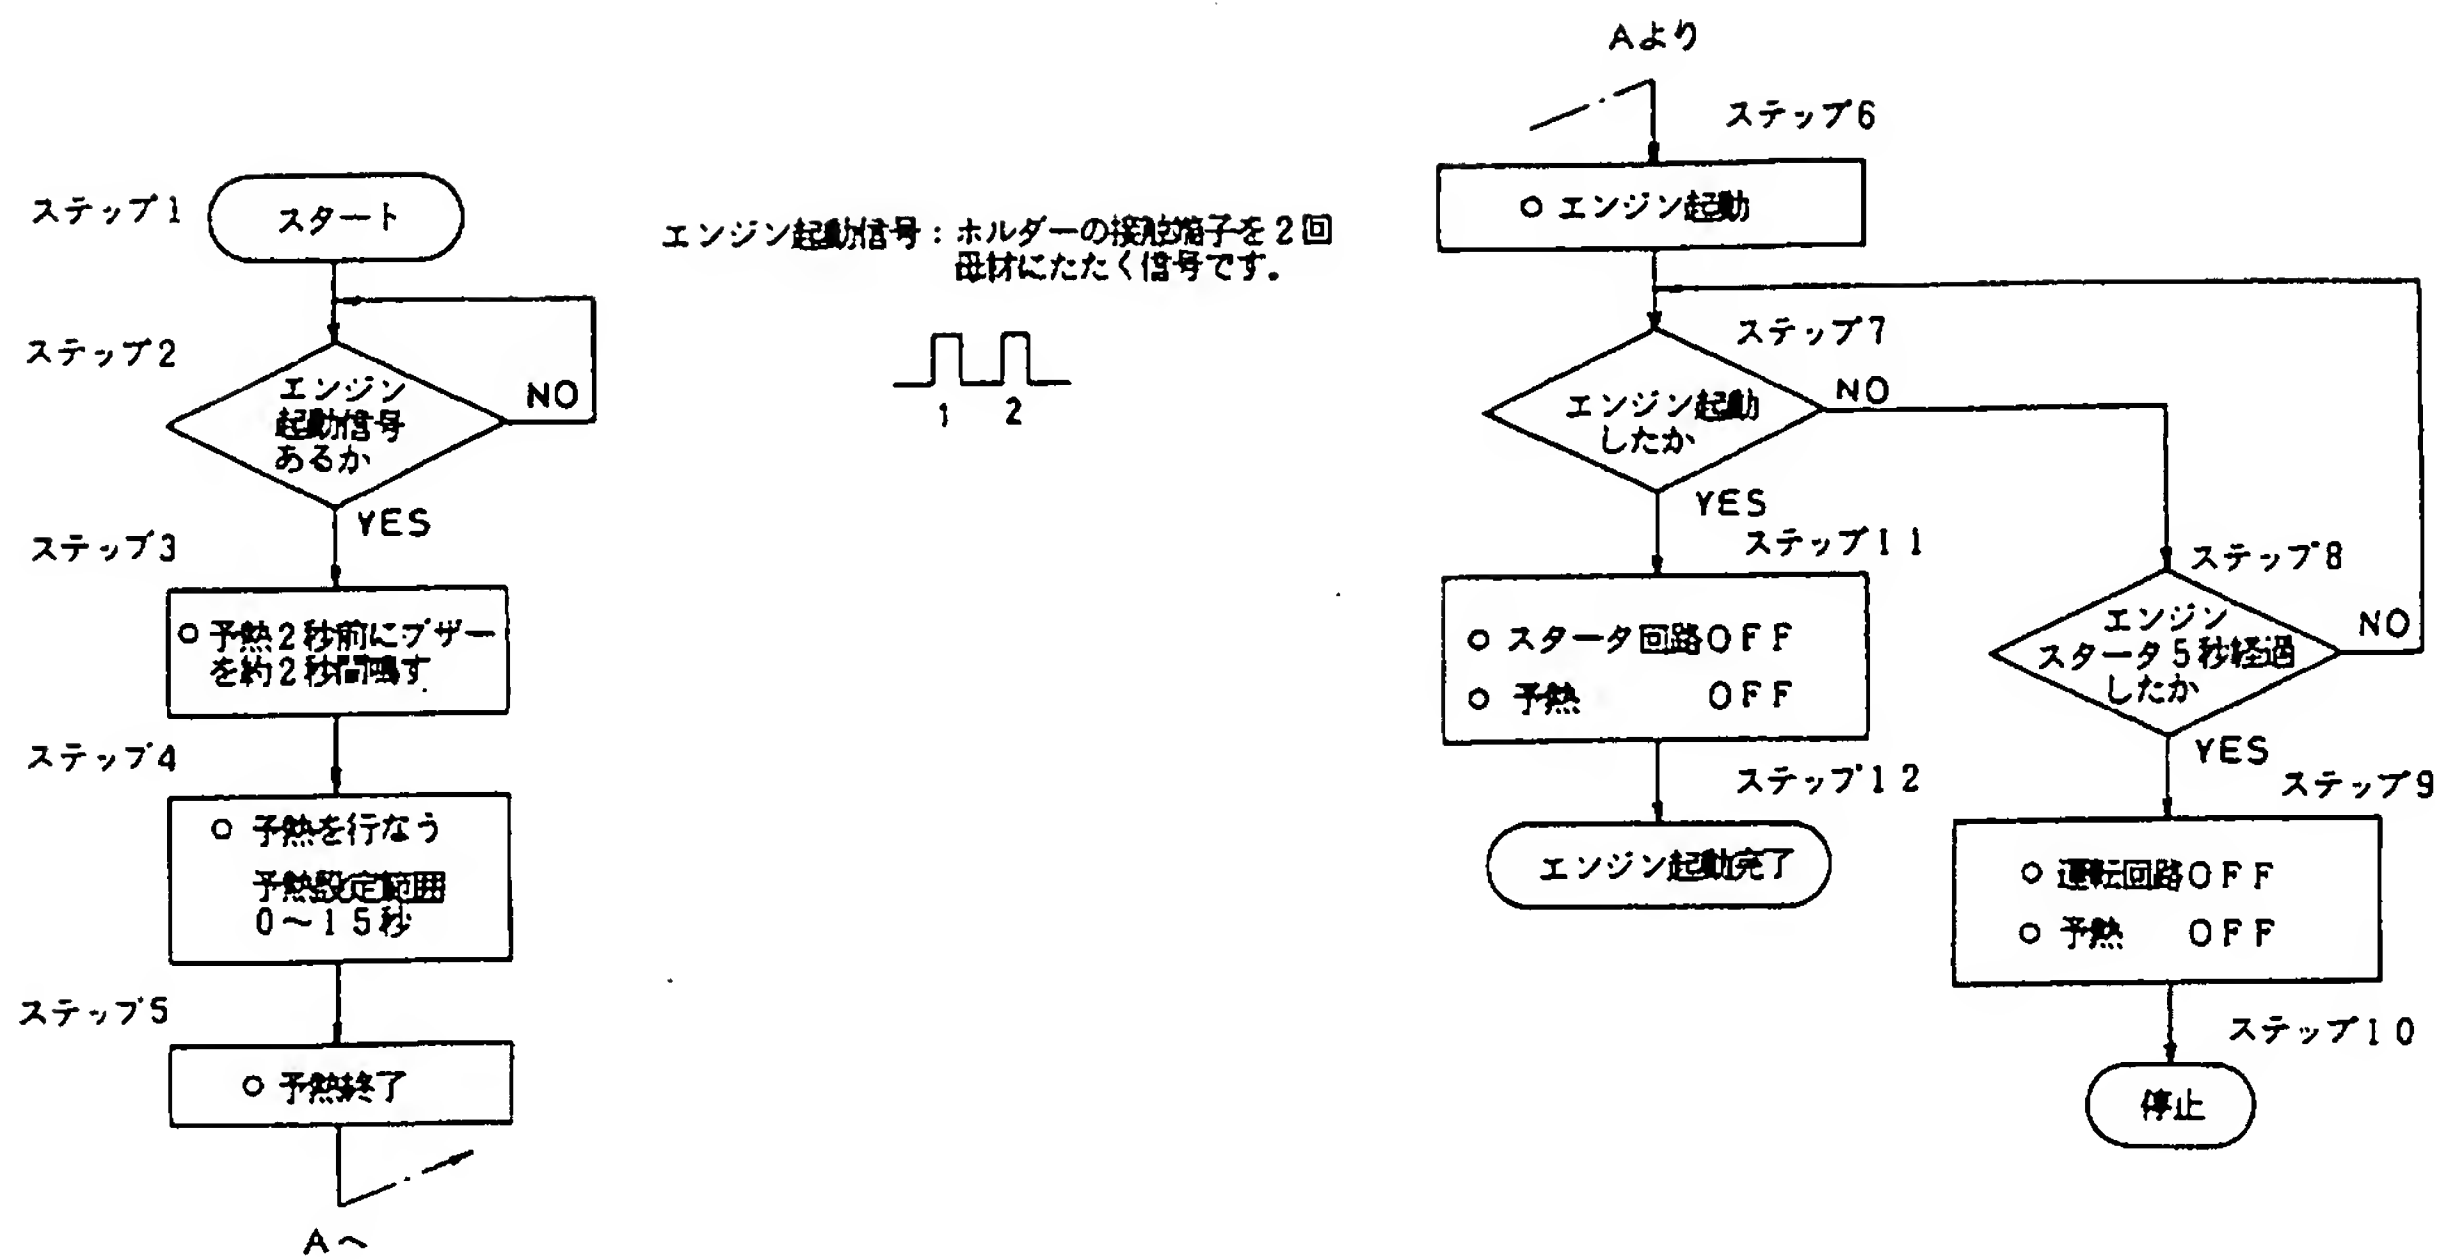 ステップ1
スタート
ステップ2
エンジン
起動信号
あるか
NO
YES
ステップ3
○ 予熱2秒前にブザー
を約2秒間鳴す
ステップ4
○ 予熱を行なう
予熱設定範囲
0〜15秒
ステップ5
○ 予熱終了
Aへ
エンジン起動信号:ホルダーの接触端子を2回
母材にたたく信号です。
1 2
Aより
ステップ6
○ エンジン起動
ステップ7
エンジン起動
したか
NO
YES
ステップ8
エンジン
スタータ5秒経過
したか
NO
YES
ステップ9
○ 運転回路OFF
○ 予熱 OFF
ステップ10
停止
ステップ11
○ スタータ回路OFF
○ 予熱 OFF
ステップ12
エンジン起動完了